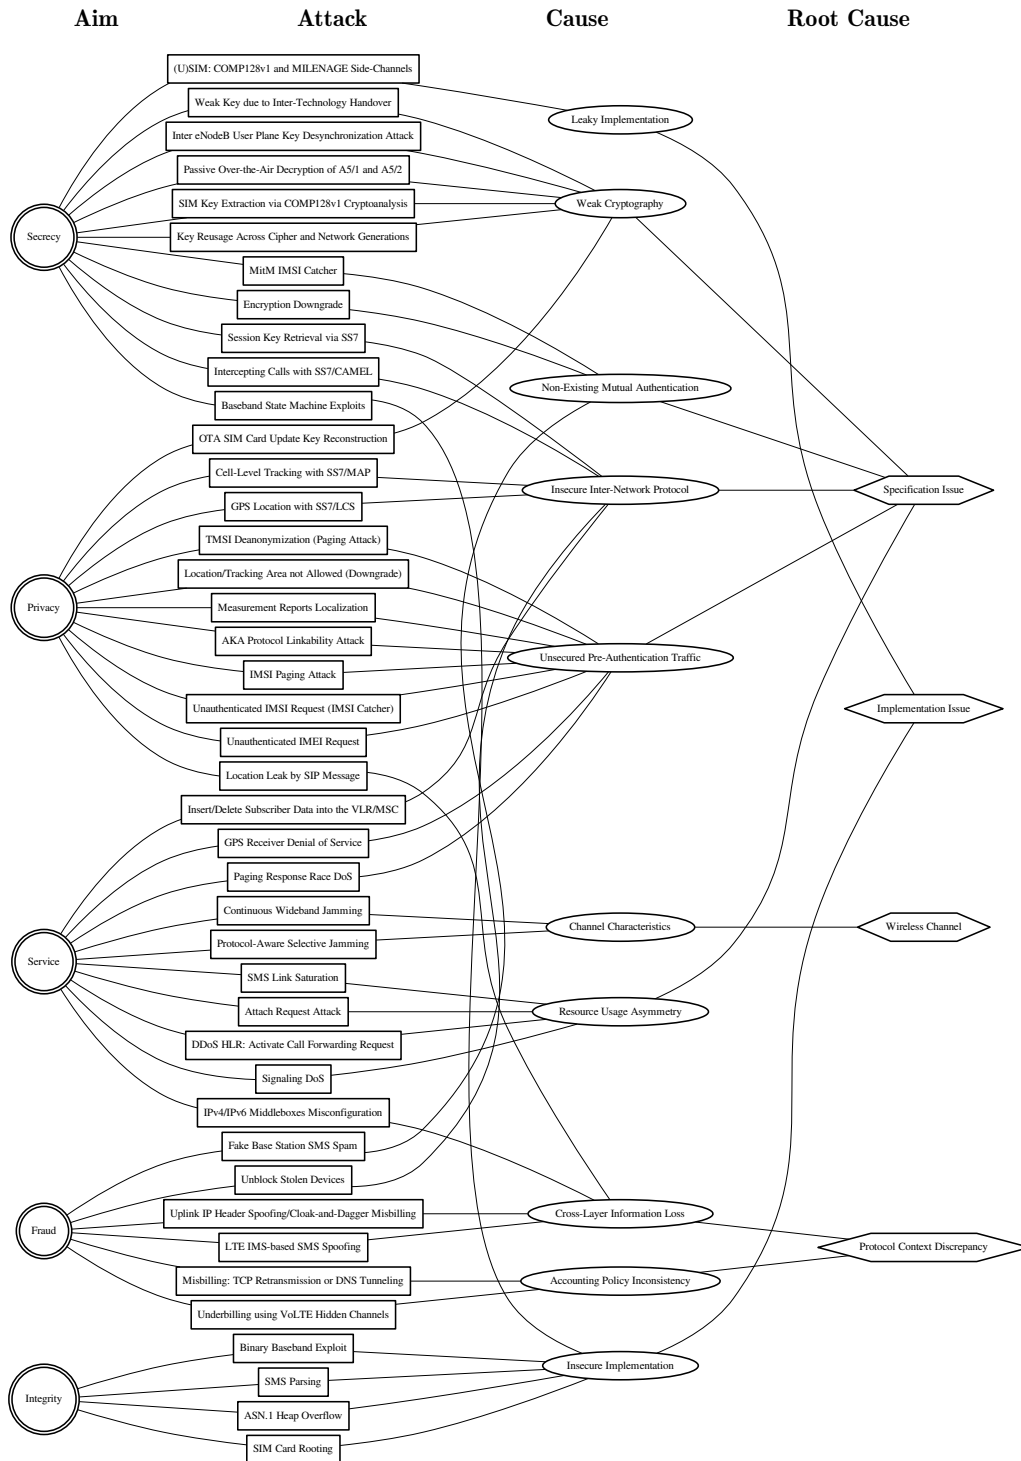 Aim Attack Cause Root Cause
(U)SIM: COMP128v1 and MILENAGE Side-Channels
Weak Key due to Inter-Technology Handover
Leaky Implementation
Inter eNodeB User Plane Key Desynchronization Attack
Passive Over-the-Air Decryption of A5/1 and A5/2
SIM Key Extraction via COMP128v1 Cryptoanalysis
Weak Cryptography
Secrecy
Key Reusage Across Cipher and Network Generations
MitM IMSI Catcher
Encryption Downgrade
Session Key Retrieval via SS7
Intercepting Calls with SS7/CAMEL
Non-Existing Mutual Authentication
Baseband State Machine Exploits
OTA SIM Card Update Key Reconstruction
Cell-Level Tracking with SS7/MAP
Insecure Inter-Network Protocol
Specification Issue
GPS Location with SS7/LCS
TMSI Deanonymization (Paging Attack)
Location/Tracking Area not Allowed (Downgrade)
Privacy
Measurement Reports Localization
AKA Protocol Linkability Attack
Unsecured Pre-Authentication Traffic
IMSI Paging Attack
Unauthenticated IMSI Request (IMSI Catcher)
Implementation Issue
Unauthenticated IMEI Request
Location Leak by SIP Message
Insert/Delete Subscriber Data into the VLR/MSC
GPS Receiver Denial of Service
Paging Response Race DoS
Continuous Wideband Jamming
Channel Characteristics
Wireless Channel
Protocol-Aware Selective Jamming
Service
SMS Link Saturation
Attach Request Attack
Resource Usage Asymmetry
DDoS HLR: Activate Call Forwarding Request
Signaling DoS
IPv4/IPv6 Middleboxes Misconfiguration
Fake Base Station SMS Spam
Unblock Stolen Devices
Uplink IP Header Spoofing/Cloak-and-Dagger Misbilling
Cross-Layer Information Loss
Fraud
LTE IMS-based SMS Spoofing
Protocol Context Discrepancy
Misbilling: TCP Retransmission or DNS Tunneling
Accounting Policy Inconsistency
Underbilling using VoLTE Hidden Channels
Binary Baseband Exploit
Insecure Implementation
SMS Parsing
Integrity
ASN.1 Heap Overflow
SIM Card Rooting